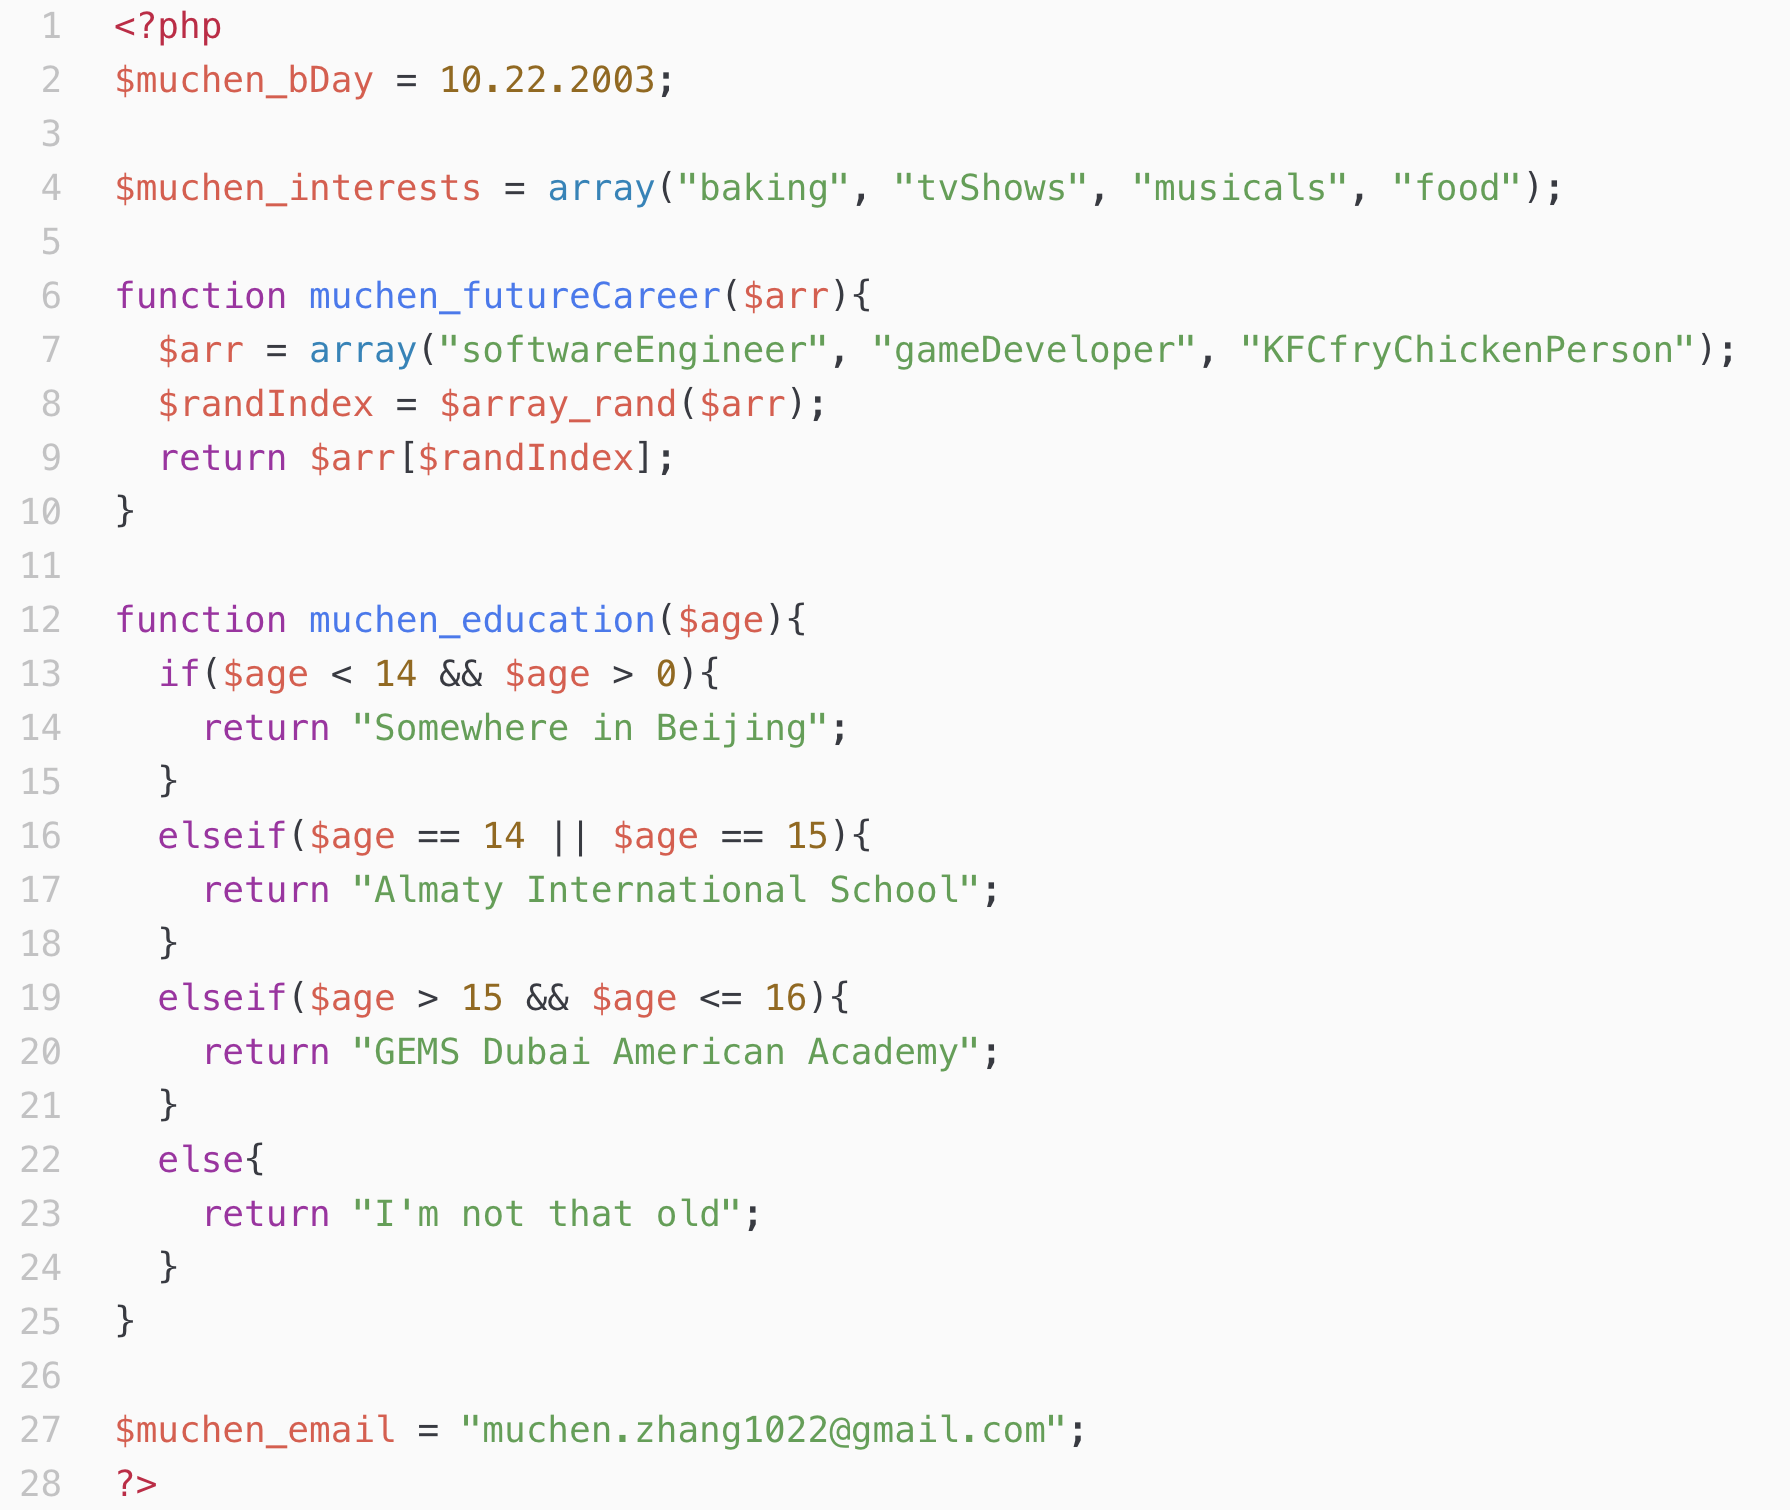 1 <?php
2 $muchen_bDay = 10.22.2003;
3
4 $muchen_interests = array("baking", "tvShows", "musicals", "food");
5
6 function muchen_futureCareer($arr){
7   $arr = array("softwareEngineer", "gameDeveloper", "KFCfryChickenPerson");
8   $randIndex = $array_rand($arr);
9   return $arr[$randIndex];
10 }
11
12 function muchen_education($age){
13   if($age < 14 && $age > 0){
14     return "Somewhere in Beijing";
15   }
16   elseif($age == 14 || $age == 15){
17     return "Almaty International School";
18   }
19   elseif($age > 15 && $age <= 16){
20     return "GEMS Dubai American Academy";
21   }
22   else{
23     return "I'm not that old";
24   }
25 }
26
27 $muchen_email = "muchen.zhang1022@gmail.com";
28 ?>